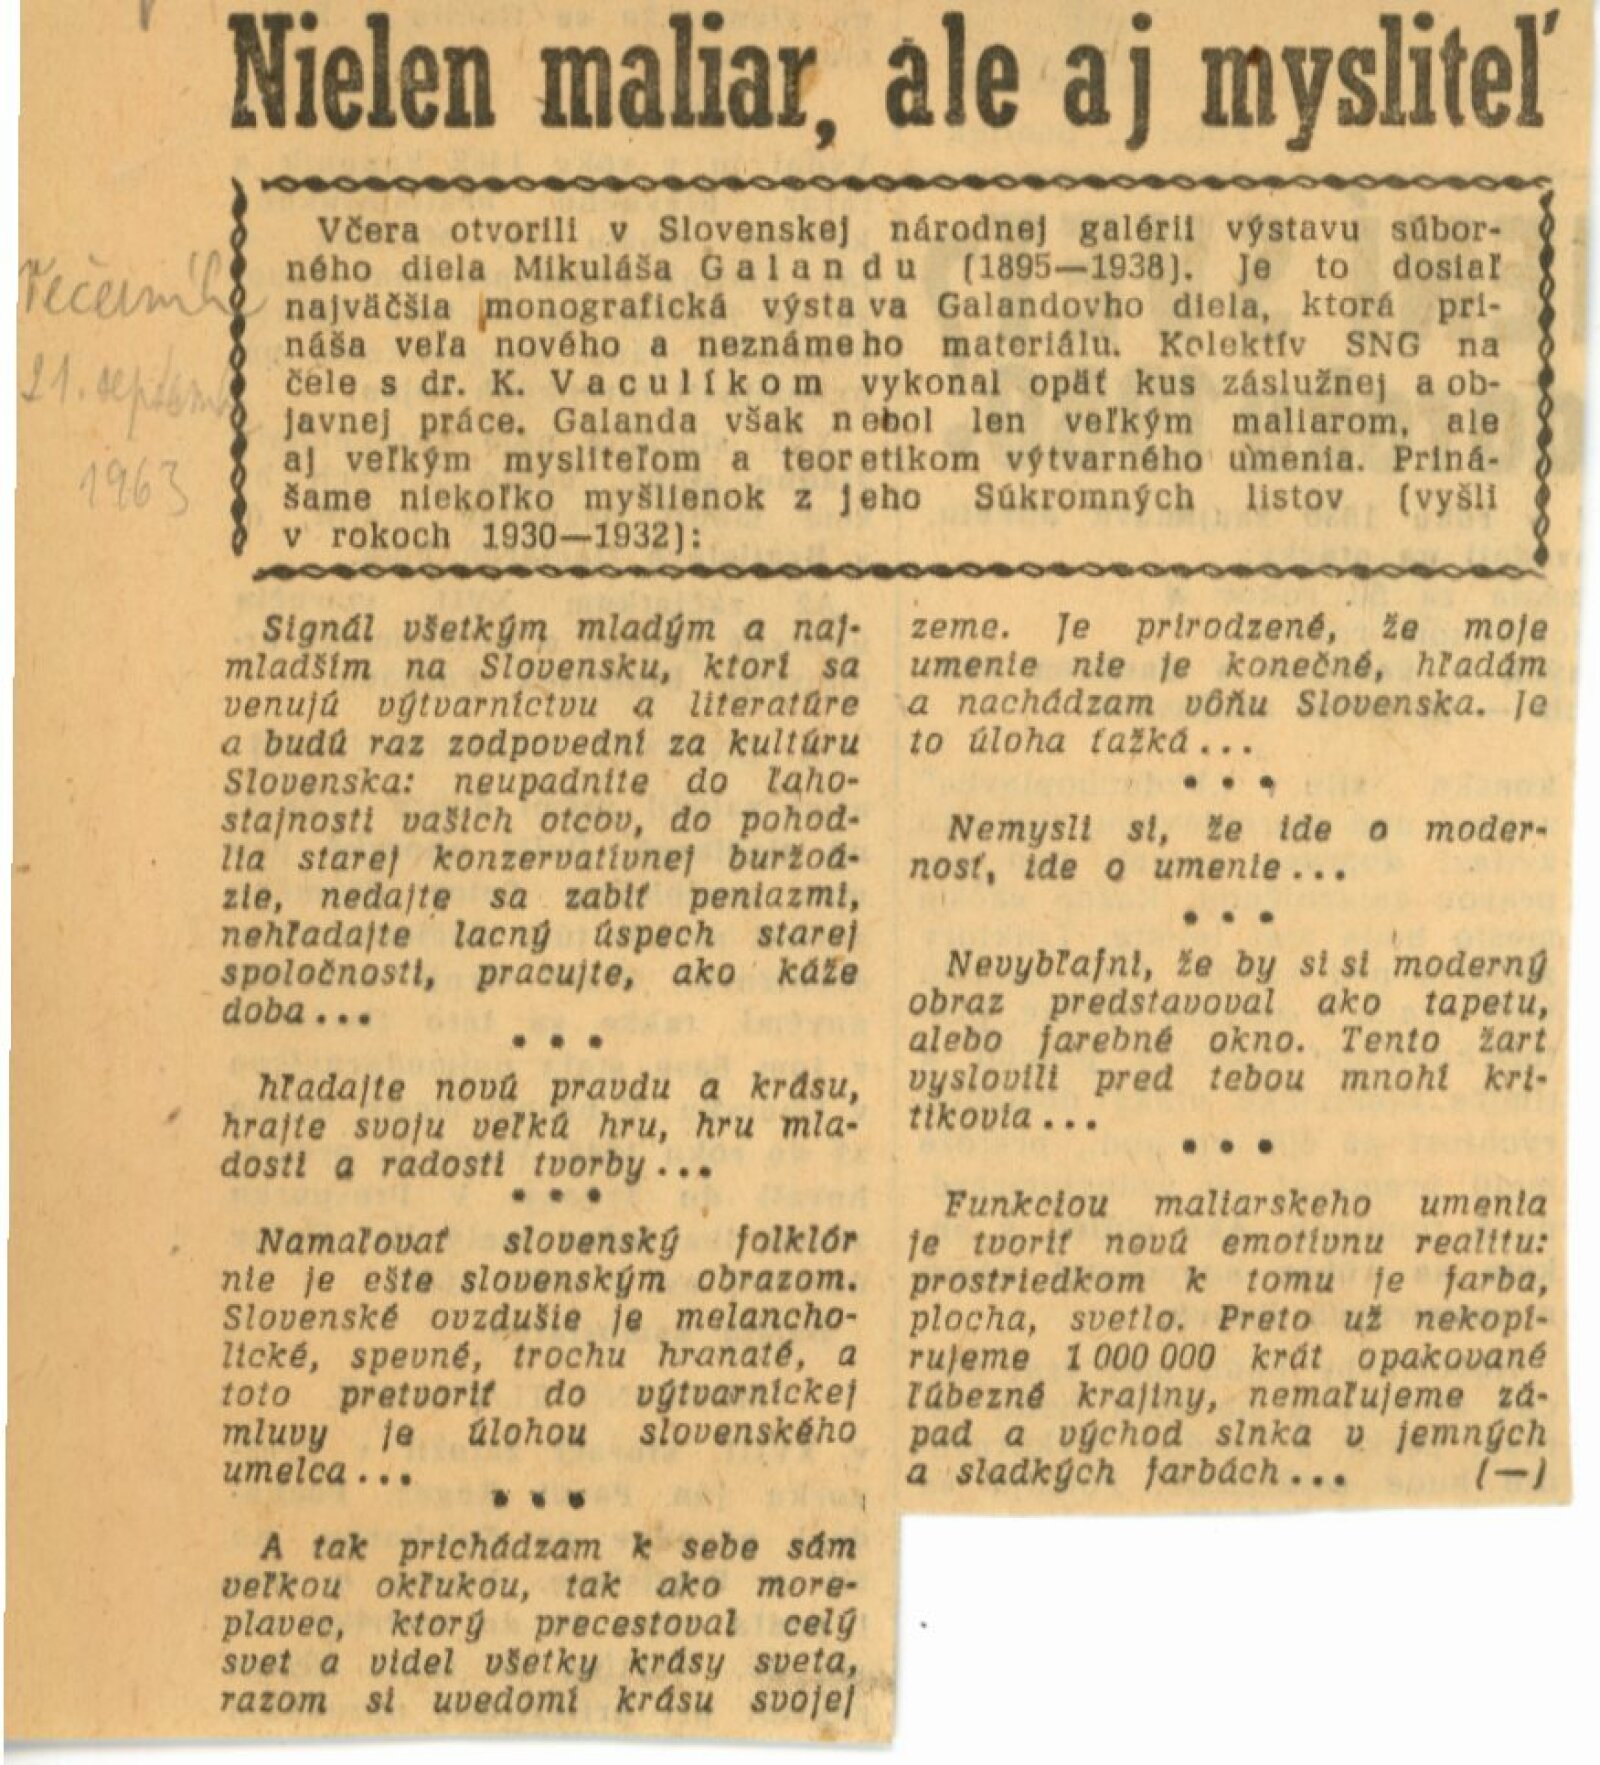 Nielen maliar, ale aj mysliteľ
Včera otvorili v Slovenskej národnej galérii výstavu súbor-
ného diela Mikuláša Galandu (1895—1938). Je to dosiaľ
najväčšia monografická výstava Galandovho diela, ktorá pri-
náša veľa nového a neznámeho materiálu. Kolektív SNG na
čele s dr. K. Vaculíkom vykonal opäť kus záslužnej a ob-
javnej práce. Galanda však nebol len veľkým maliarom, ale
aj veľkým mysliteľom a teoretikom výtvarného umenia. Priná-
šame niekoľko myšlienok z jeho Súkromných listov (vyšli
v rokoch 1930—1932):
21. septembra
1963
Signál všetkým mladým a naj-
mladším na Slovensku, ktorí sa
venujú výtvarníctvu a literatúre
a budú raz zodpovední za kultúru
Slovenska: neupadnite do ľaho-
stajnosti vašich otcov, do pohod-
lia starej konzervatívnej buržoá-
zie, nedajte sa zabiť peniazmi,
nehľadajte lacný úspech starej
spoločnosti, pracujte, ako káže
doba...
• • •
hľadajte novú pravdu a krásu,
hrajte svoju veľkú hru, hru mla-
dosti a radosti tvorby...
• • •
Namaľovať slovenský folklór
nie je ešte slovenským obrazom.
Slovenské ovzdušie je melancho-
lické, spevné, trochu hranaté, a
toto pretvoriť do výtvarníckej
mluvy je úlohou slovenského
umelca...
• • •
A tak prichádzam k sebe sám
veľkou okľukou, tak ako more-
plavec, ktorý precestoval celý
svet a videl všetky krásy sveta,
razom si uvedomí krásu svojej
zeme. Je prirodzené, že moje
umenie nie je konečné, hľadám
a nachádzam vôňu Slovenska. Je
to úloha ťažká...
• • •
Nemysli si, že ide o moder-
nosť, ide o umenie...
• • •
Nevybľafni, že by si si moderný
obraz predstavoval ako tapetu,
alebo farebné okno. Tento žart
vyslovili pred tebou mnohí kri-
tikovia...
• • •
Funkciou maliarskeho umenia
je tvoriť novú emotívnu realitu:
prostriedkom k tomu je farba,
plocha, svetlo. Preto už nekopí-
rujeme 1 000 000 krát opakované
ľúbezné krajiny, nemaľujeme zá-
pad a východ slnka v jemných
a sladkých farbách... (—)